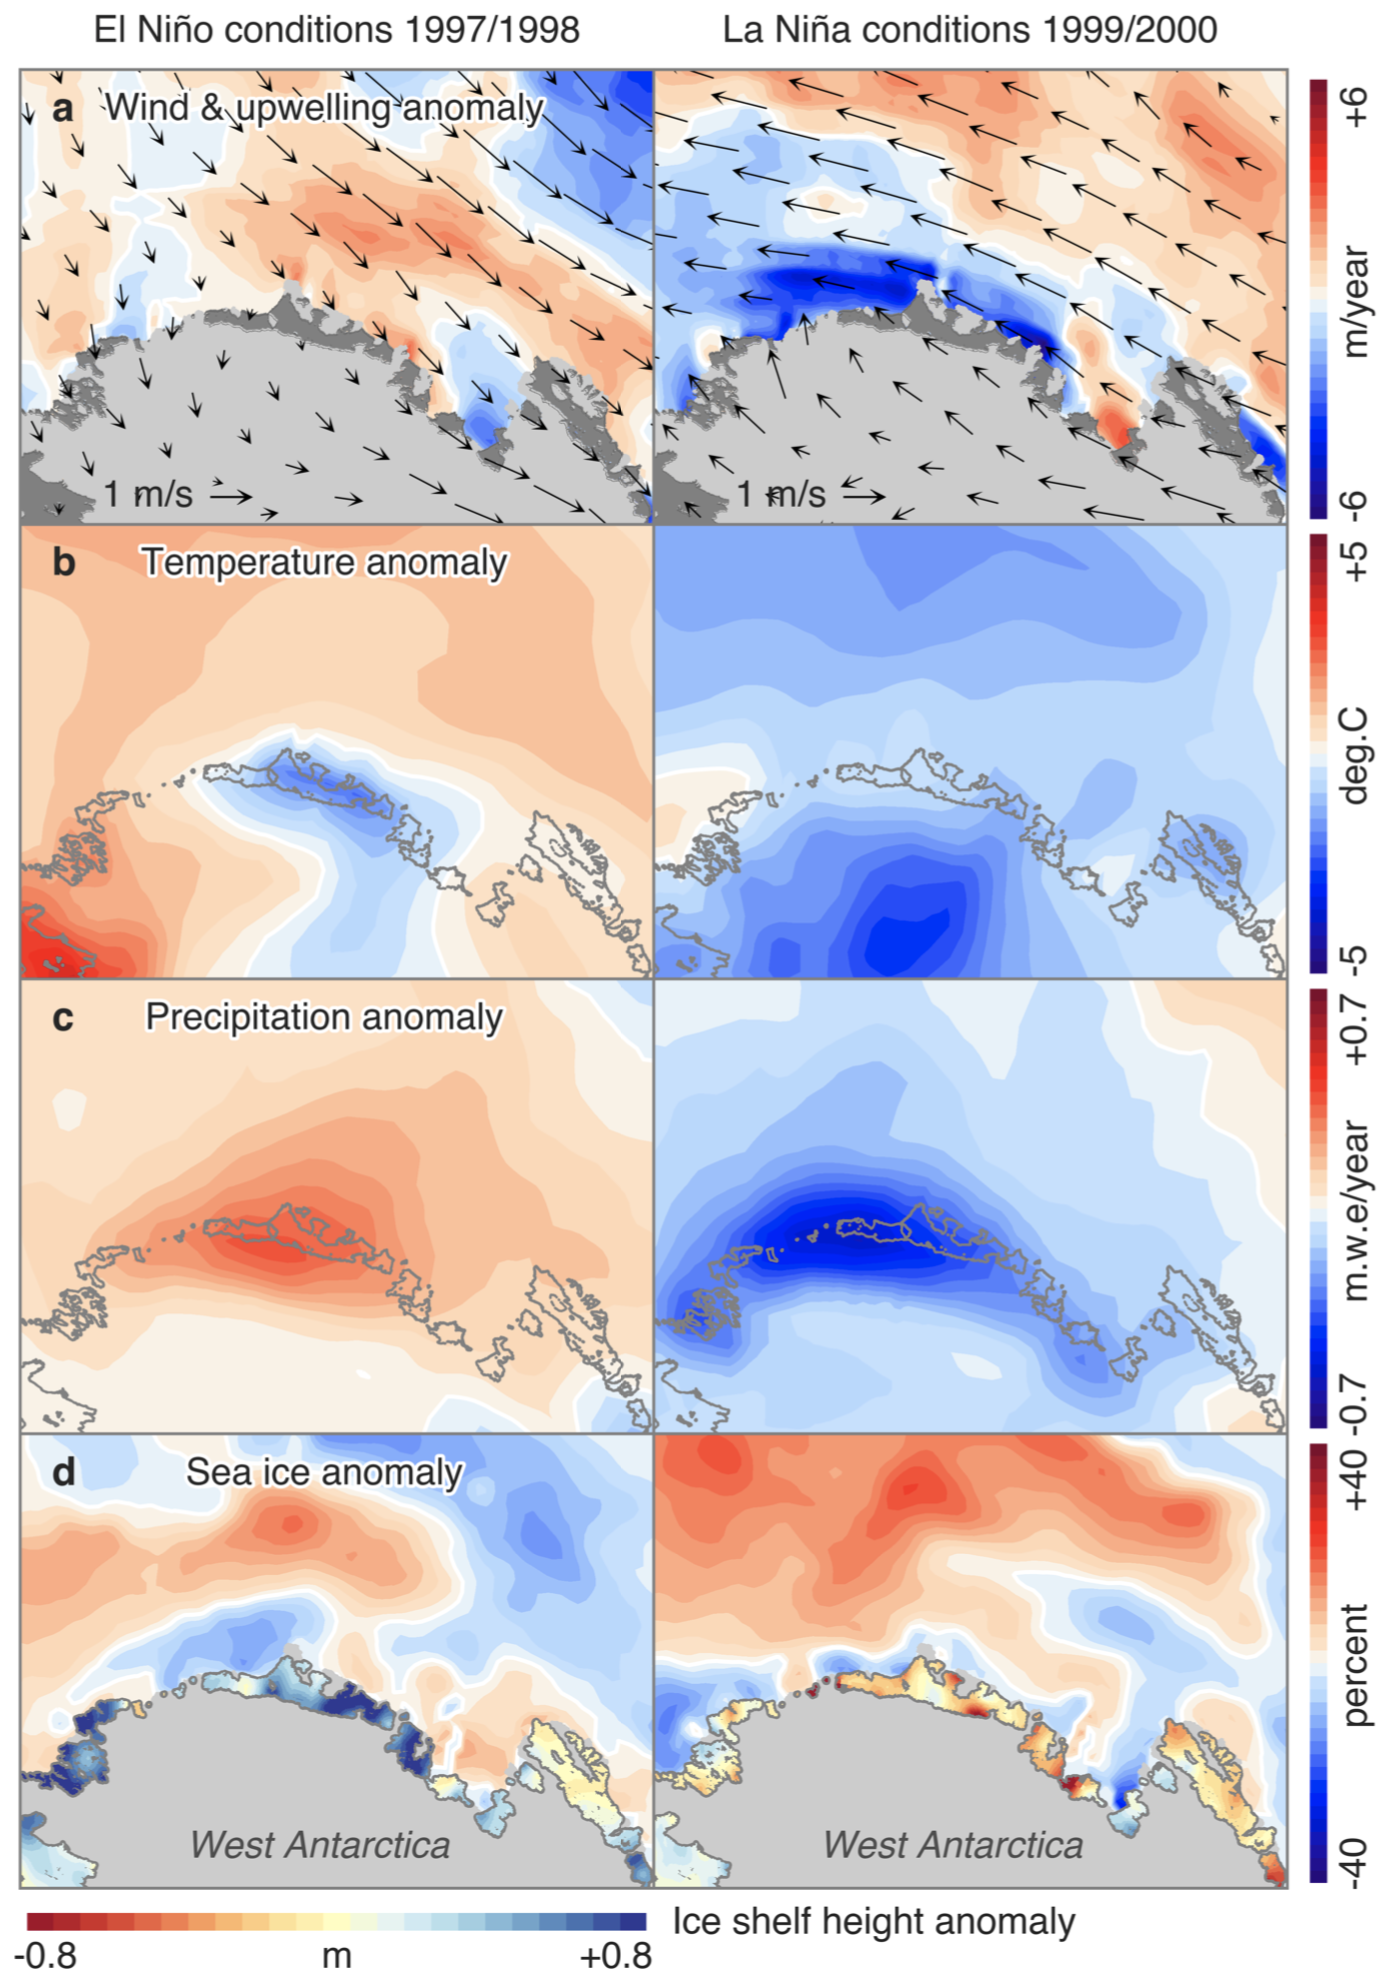 El Niño conditions 1997/1998
La Niña conditions 1999/2000
a Wind & upwelling anomaly
1 m/s
1 m/s
+6
m/year
-6
b Temperature anomaly
+5
deg.C
-5
c Precipitation anomaly
+0.7
m.w.e/year
-0.7
d Sea ice anomaly
+40
percent
-40
West Antarctica
West Antarctica
Ice shelf height anomaly
-0.8 m +0.8